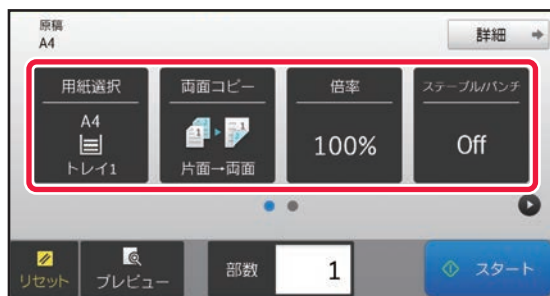 原稿
A4
詳細
用紙選択
A4
トレイ1
両面コピー
片面→両面
倍率
100%
ステープル/パンチ
Off
リセット
プレビュー
部数
1
スタート